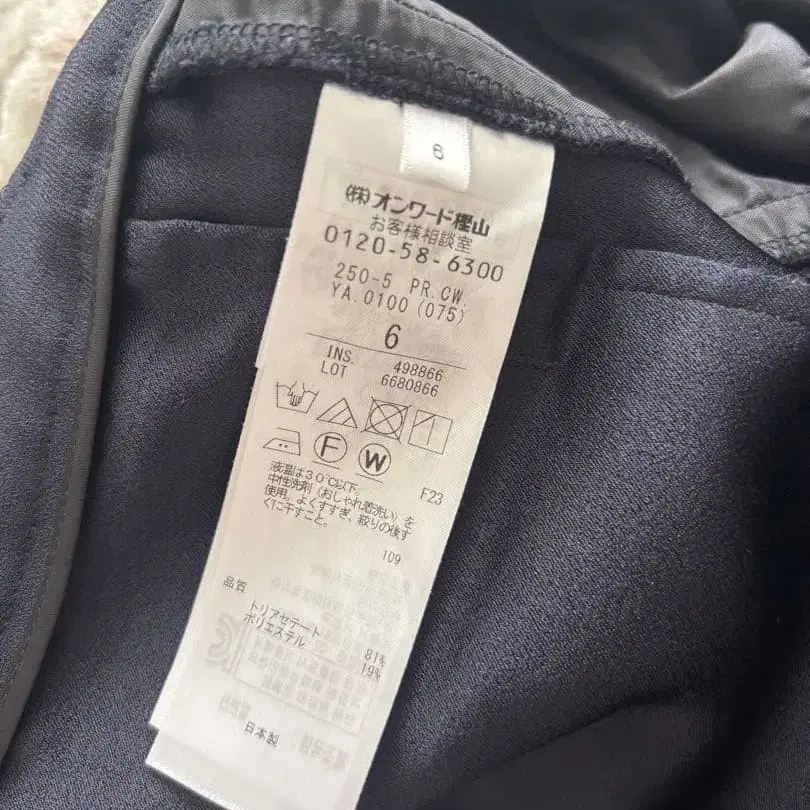 6
(株)オンワード樫山
お客様相談室
0120-58-6300
250-5 PR.CW.
YA.0100(075)
6
INS. 498866
LOT 6680866
F W
F23
液温は30℃以下。
中性洗剤(おしゃれ着洗い)を
使用。よくすすぎ、絞りの後す
ぐに干すこと。
109
品質
トリアセテート 81%
ポリエステル 19%
日本製